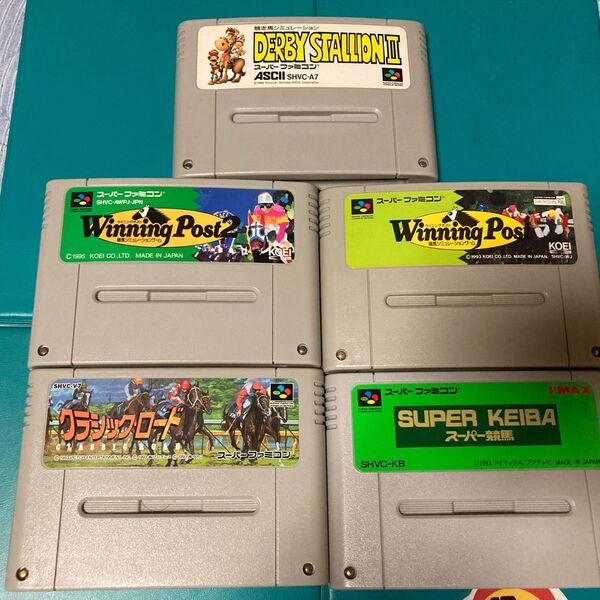 競走馬シミュレーション
DERBY STALLION II
スーパーファミコン
ASCII SHVC-A7
スーパーファミコン
SHVC-AWPJ-JPN
Winning Post 2
競馬シミュレーションゲーム
KOEI
©1995 KOEI CO.,LTD. MADE IN JAPAN
スーパーファミコン
Winning Post
競馬シミュレーションゲーム
KOEI
©1993 KOEI CO.,LTD. MADE IN JAPAN SHVC-WJ
SHVC-V7
クラシック・ロード
スーパーファミコン
スーパーファミコン
I'MAX
SUPER KEIBA
スーパー競馬
SHVC-KB
©1993 アイマックス, フジテレビ MADE IN JAPAN